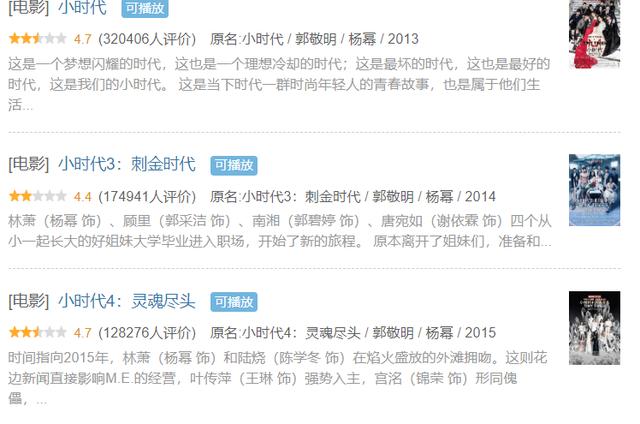 [电影] 小时代 可播放
4.7 (320406人评价) 原名:小时代 / 郭敬明 / 杨幂 / 2013
这是一个梦想闪耀的时代，这也是一个理想冷却的时代；这是最坏的时代，这也是最好的
时代，这是我们的小时代。 这是当下时代一群时尚年轻人的青春故事，也是属于他们生
活...
[电影] 小时代3：刺金时代 可播放
4.4 (174941人评价) 原名:小时代3：刺金时代 / 郭敬明 / 杨幂 / 2014
林萧（杨幂 饰）、顾里（郭采洁 饰）、南湘（郭碧婷 饰）、唐宛如（谢依霖 饰）四个从
小一起长大的好姐妹大学毕业进入职场，开始了新的旅程。 原本离开了姐妹们，准备和...
[电影] 小时代4：灵魂尽头 可播放
4.7 (128276人评价) 原名:小时代4：灵魂尽头 / 郭敬明 / 杨幂 / 2015
时间指向2015年，林萧（杨幂 饰）和陆烧（陈学冬 饰）在焰火盛放的外滩拥吻。这则花
边新闻直接影响M.E.的经营，叶传萍（王琳 饰）强势入主，宫洺（锦荣 饰）形同傀
儡，...